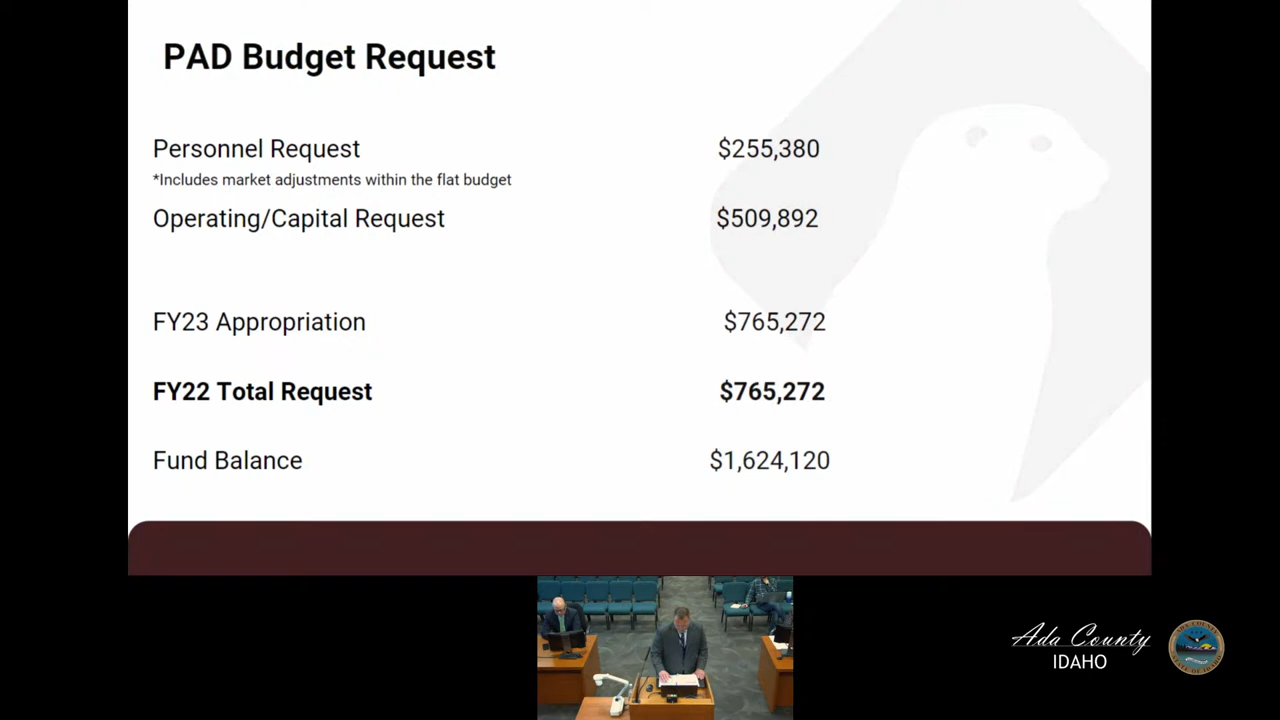 PAD Budget Request
Personnel Request $255,380
*Includes market adjustments within the flat budget
Operating/Capital Request $509,892
FY23 Appropriation $765,272
FY22 Total Request $765,272
Fund Balance $1,624,120
Ada County
IDAHO